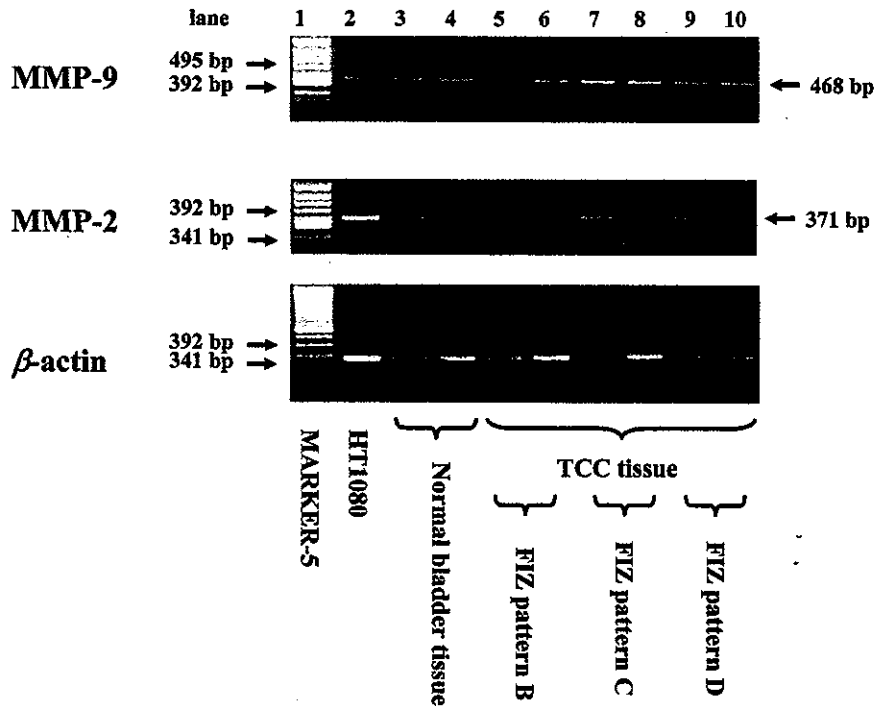 lane 1 2 3 4 5 6 7 8 9 10
MMP-9
495 bp
392 bp
468 bp
MMP-2
392 bp
341 bp
371 bp
β-actin
392 bp
341 bp
MARKER-5
HT1080
Normal bladder tissue
TCC tissue
FIZ pattern B
FIZ pattern C
FIZ pattern D